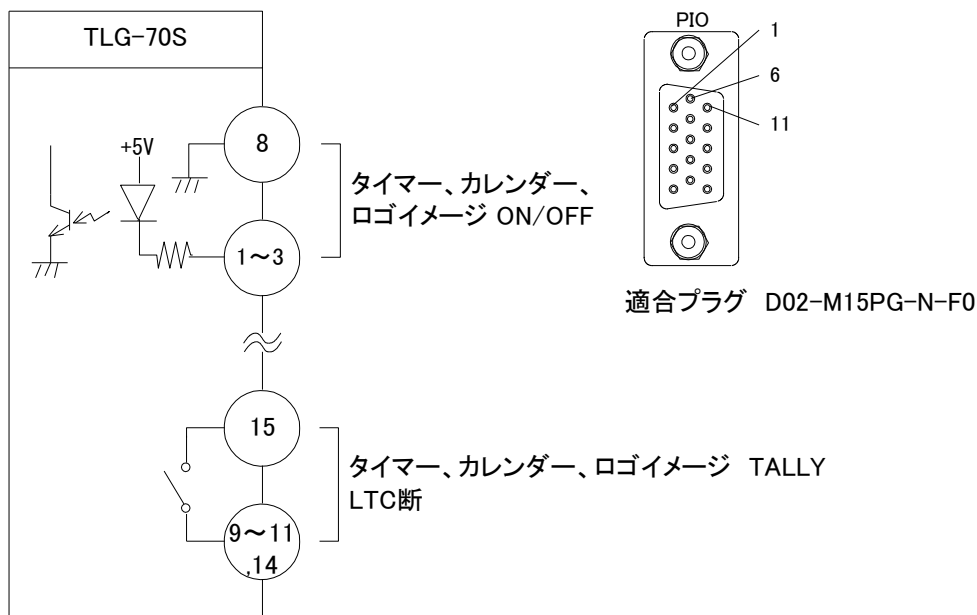 TLG-70S
+5V
8
1～3
タイマー、カレンダー、
ロゴイメージ ON/OFF
15
9～11
,14
タイマー、カレンダー、ロゴイメージ TALLY
LTC断
PIO
1
6
11
適合プラグ D02-M15PG-N-F0